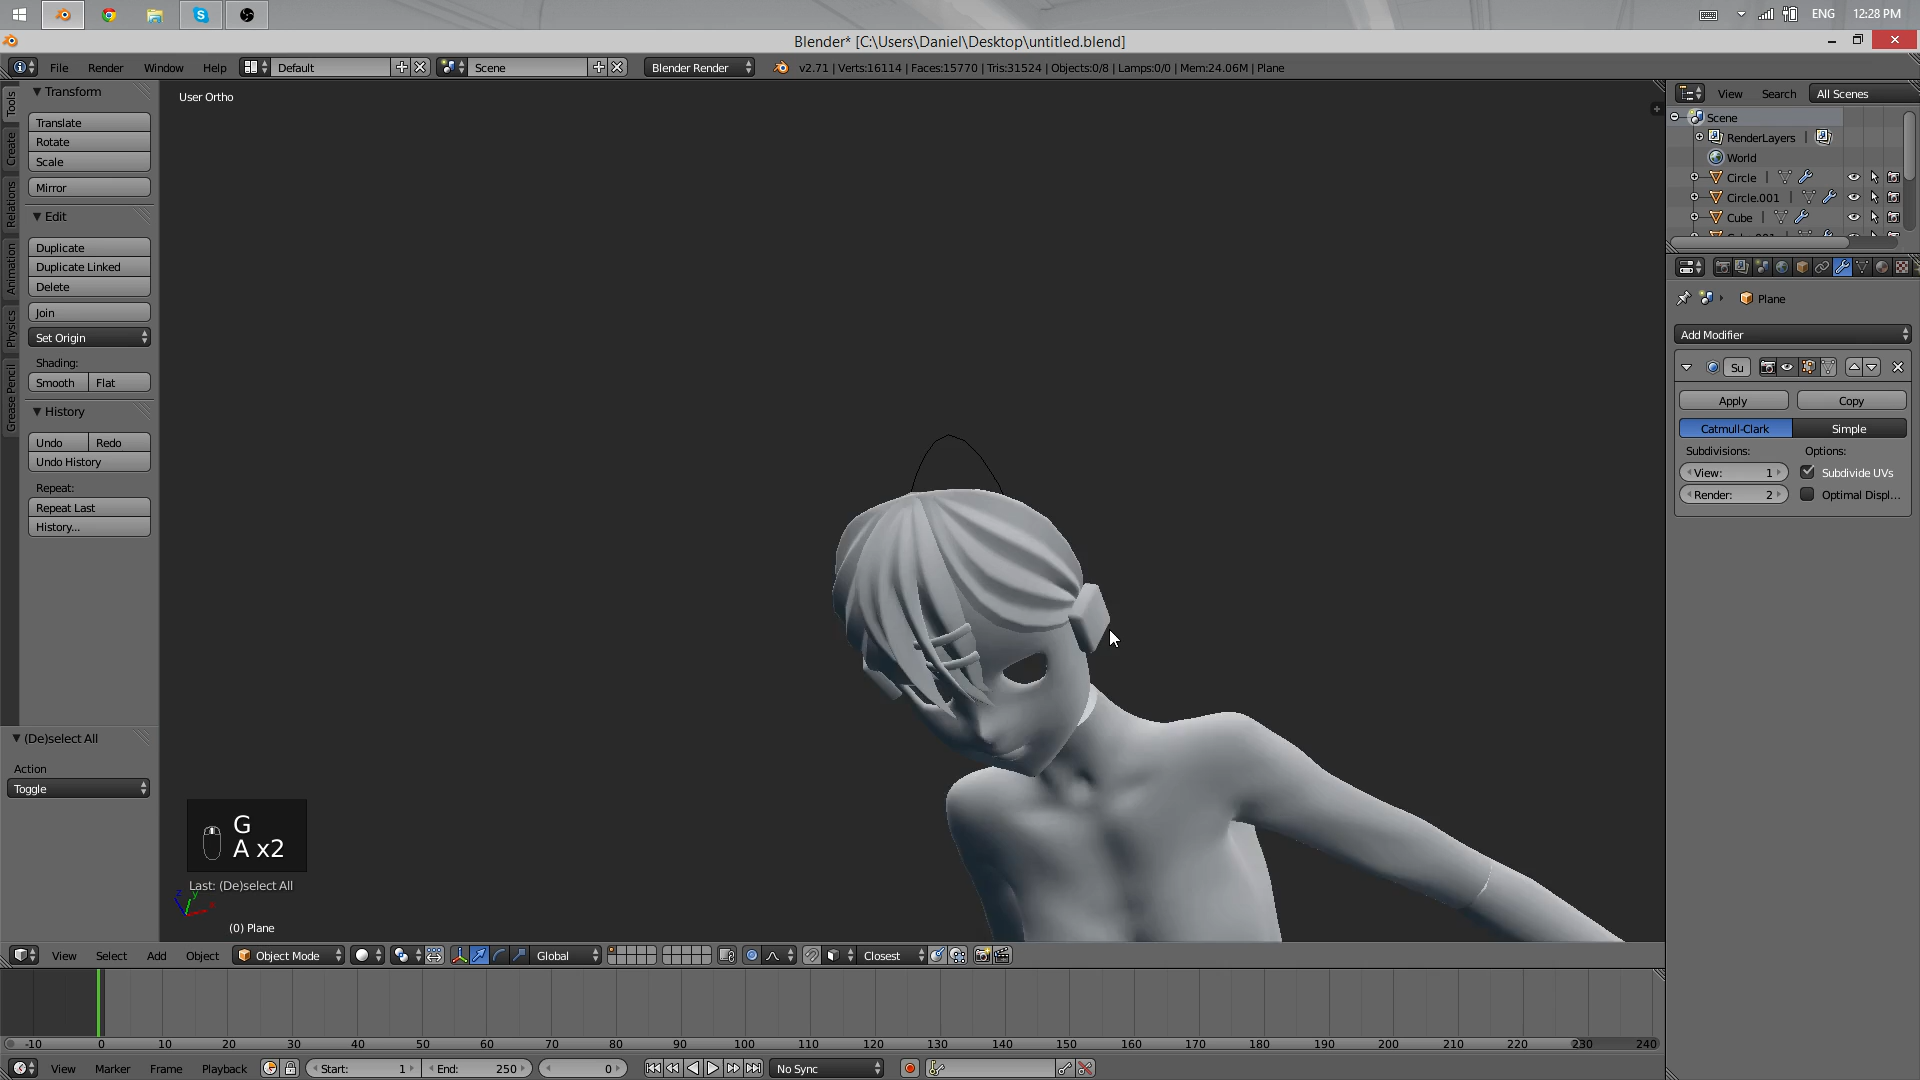 ENG 12:28 PM
Blender* [C:\Users\Daniel\Desktop\untitled.blend]
File Render Window Help Default Scene Blender Render v2.71 | Verts:16114 | Faces:15770 | Tris:31524 | Objects:0/8 | Lamps:0/0 | Mem:24.06M | Plane
Tools
Create
Relations
Animation
Physics
Grease Pencil
Transform
Translate
Rotate
Scale
Mirror
Edit
Duplicate
Duplicate Linked
Delete
Join
Set Origin
Shading:
Smooth Flat
History
Undo Redo
Undo History
Repeat:
Repeat Last
History...
(De)select All
Action
Toggle
User Ortho
G
A x2
Last: (De)select All
(0) Plane
View Search All Scenes
Scene
RenderLayers |
World
Circle |
Circle.001 |
Cube |
Plane
Add Modifier
Su
Apply Copy
Catmull-Clark Simple
Subdivisions: Options:
View: 1 Subdivide UVs
Render: 2 Optimal Displ...
View Select Add Object Object Mode Global Closest
-10 0 10 20 30 40 50 60 70 80 90 100 110 120 130 140 150 160 170 180 190 200 210 220 230 240
View Marker Frame Playback Start: 1 End: 250 0 No Sync